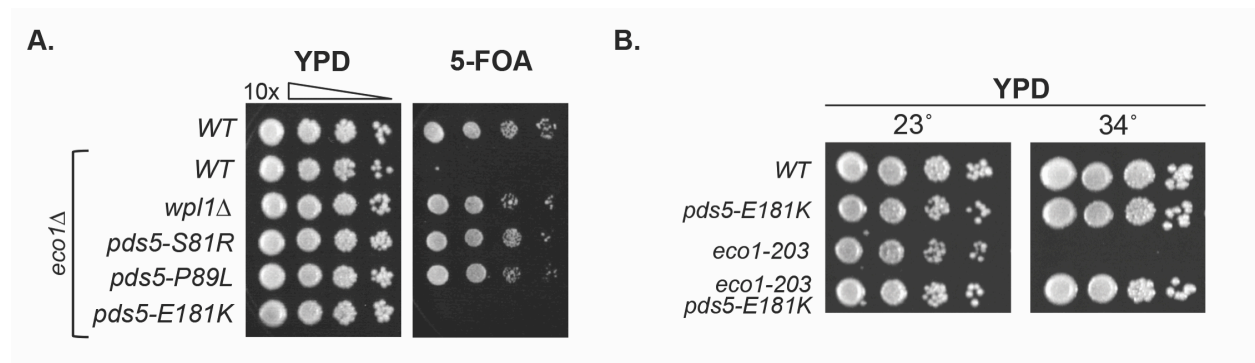 A.
YPD
5-FOA
10x
WT
WT
wpl1Δ
pds5-S81R
pds5-P89L
pds5-E181K
eco1Δ
B.
YPD
23°
34°
WT
pds5-E181K
eco1-203
eco1-203
pds5-E181K